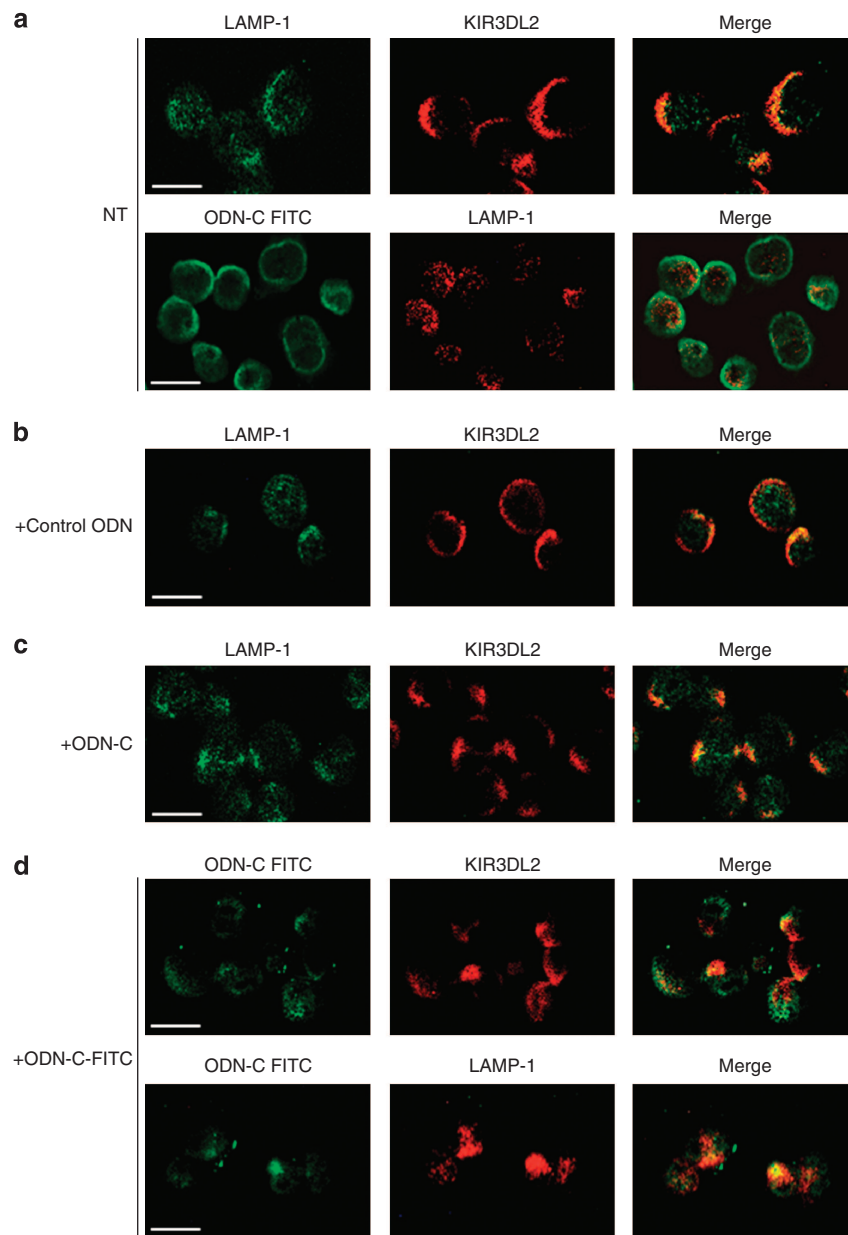 a
LAMP-1 KIR3DL2 Merge
NT
ODN-C FITC LAMP-1 Merge
b
LAMP-1 KIR3DL2 Merge
+Control ODN
c
LAMP-1 KIR3DL2 Merge
+ODN-C
d
ODN-C FITC KIR3DL2 Merge
+ODN-C-FITC
ODN-C FITC LAMP-1 Merge